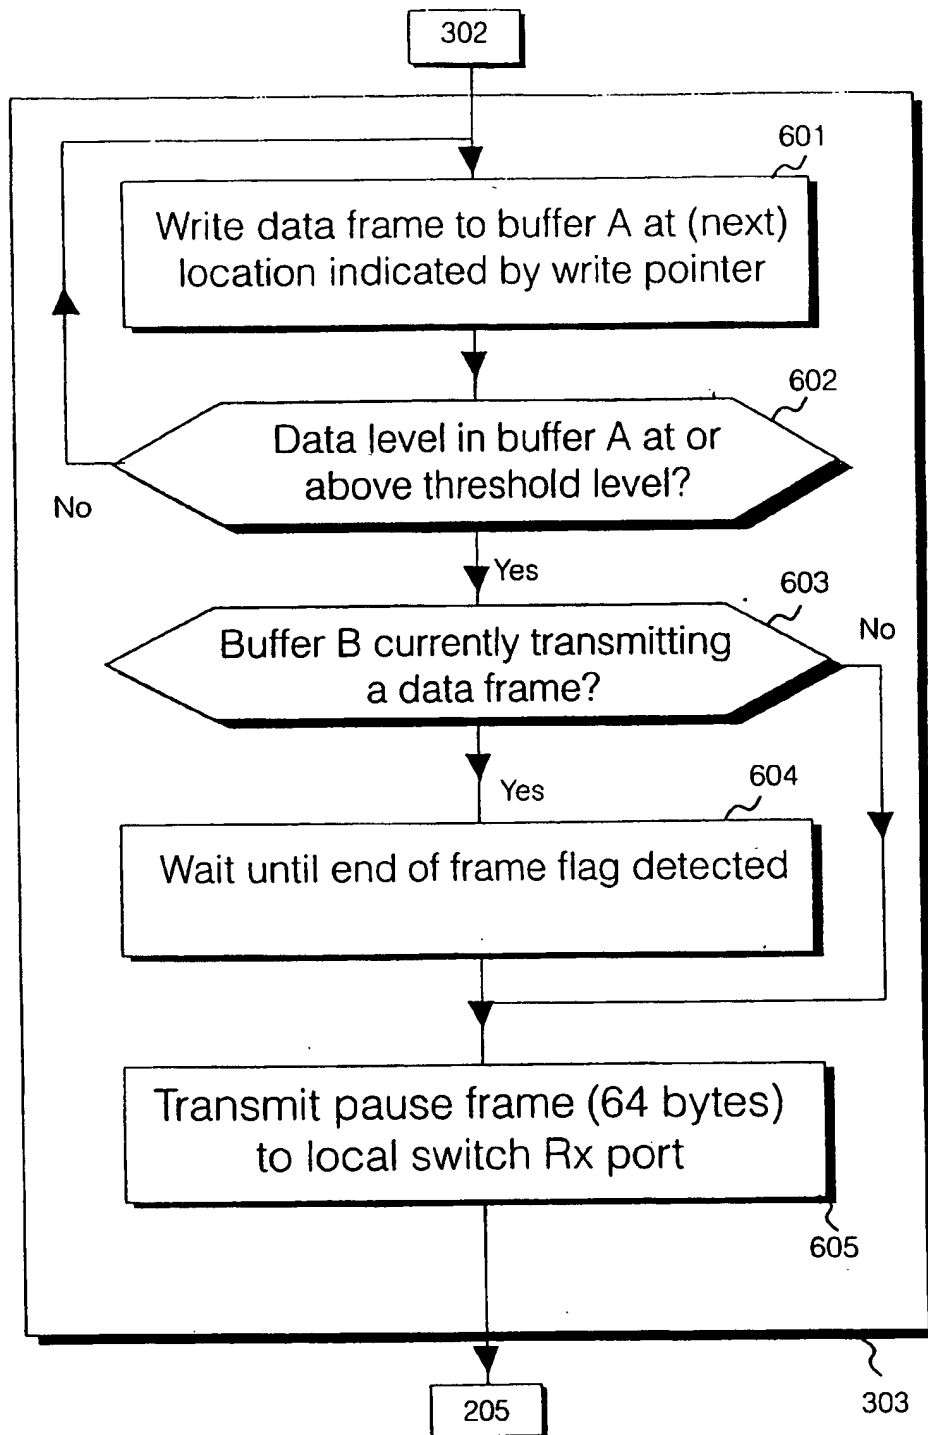 302
601
Write data frame to buffer A at (next)
location indicated by write pointer
602
Data level in buffer A at or
above threshold level?
No
Yes
603
Buffer B currently transmitting
a data frame?
No
Yes
604
Wait until end of frame flag detected
Transmit pause frame (64 bytes)
to local switch Rx port
605
303
205